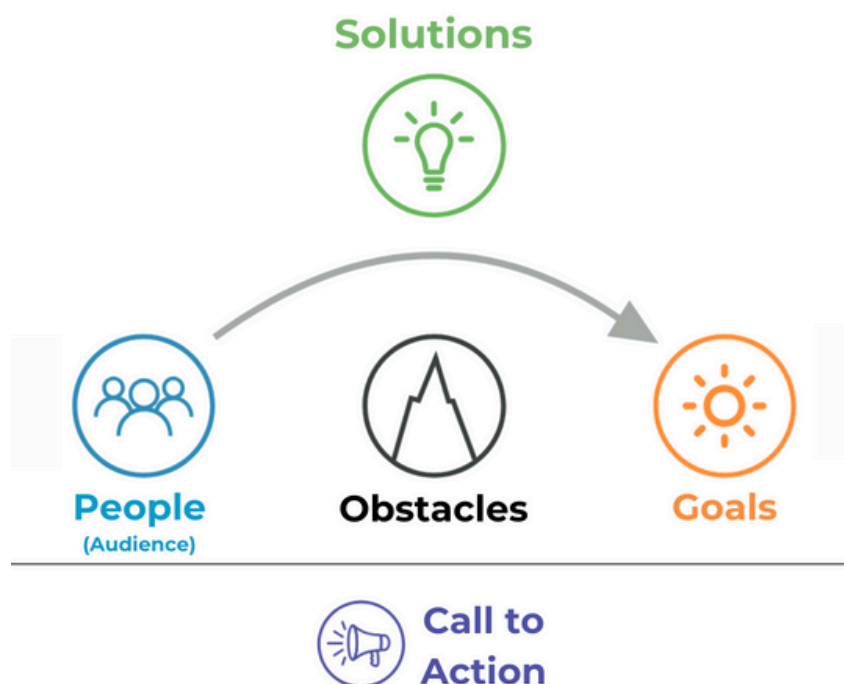 Solutions
People
(Audience)
Obstacles
Goals
Call to
Action